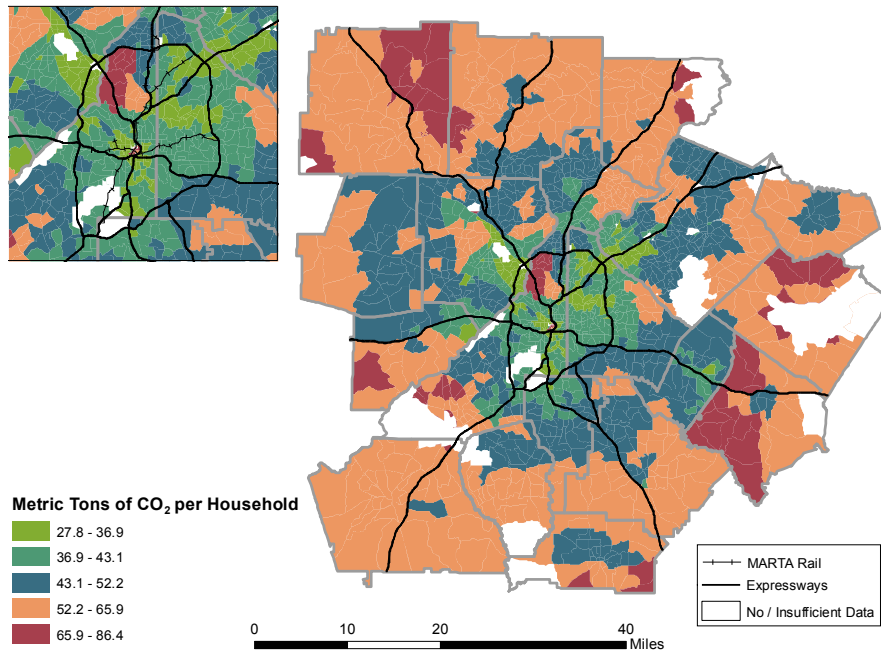 Metric Tons of CO₂ per Household
27.8 - 36.9
36.9 - 43.1
43.1 - 52.2
52.2 - 65.9
65.9 - 86.4
MARTA Rail
Expressways
No / Insufficient Data
0 10 20 40
Miles